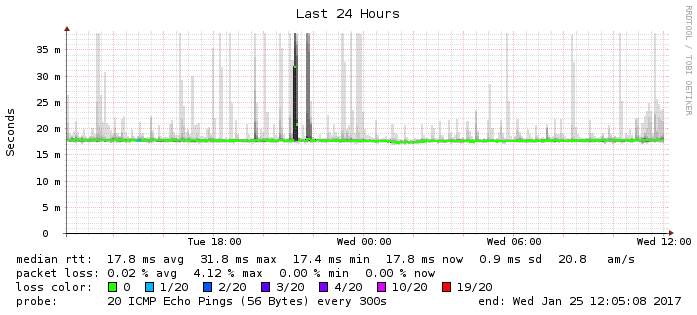 Last 24 Hours
RRDTOOL / TOBI OETIKER
Seconds
35 m
30 m
25 m
20 m
15 m
10 m
5 m
0
Tue 18:00 Wed 00:00 Wed 06:00 Wed 12:00
median rtt: 17.8 ms avg 31.8 ms max 17.4 ms min 17.8 ms now 0.9 ms sd 20.8 am/s
packet loss: 0.02 % avg 4.12 % max 0.00 % min 0.00 % now
loss color: 0 1/20 2/20 3/20 4/20 10/20 19/20
probe: 20 ICMP Echo Pings (56 Bytes) every 300s end: Wed Jan 25 12:05:08 2017